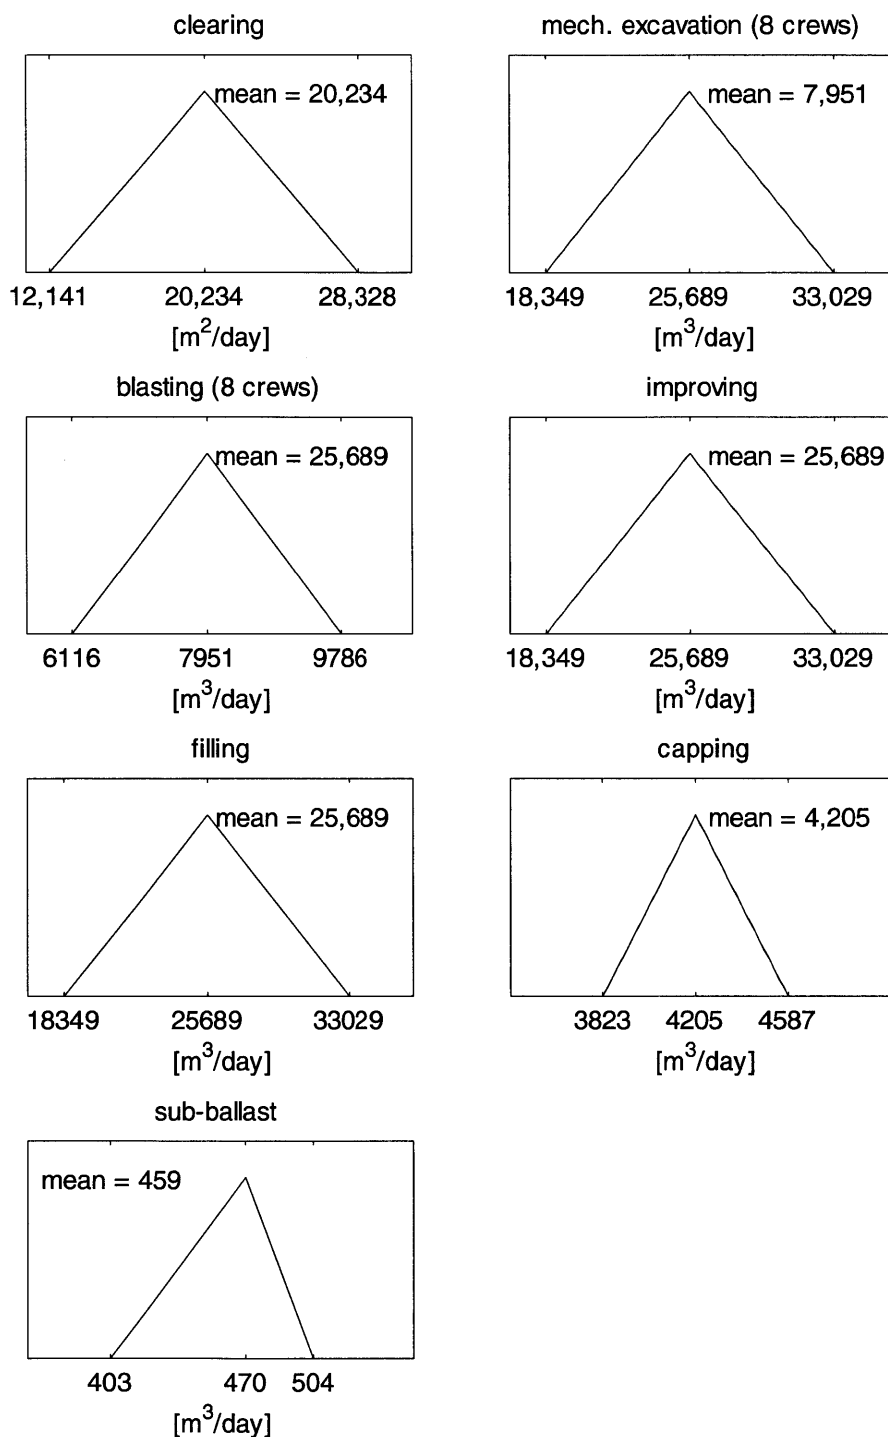 clearing
mean = 20,234
12,141 20,234 28,328
[m²/day]
mech. excavation (8 crews)
mean = 7,951
18,349 25,689 33,029
[m³/day]
blasting (8 crews)
mean = 25,689
6116 7951 9786
[m³/day]
improving
mean = 25,689
18,349 25,689 33,029
[m³/day]
filling
mean = 25,689
18349 25689 33029
[m³/day]
capping
mean = 4,205
3823 4205 4587
[m³/day]
sub-ballast
mean = 459
403 470 504
[m³/day]